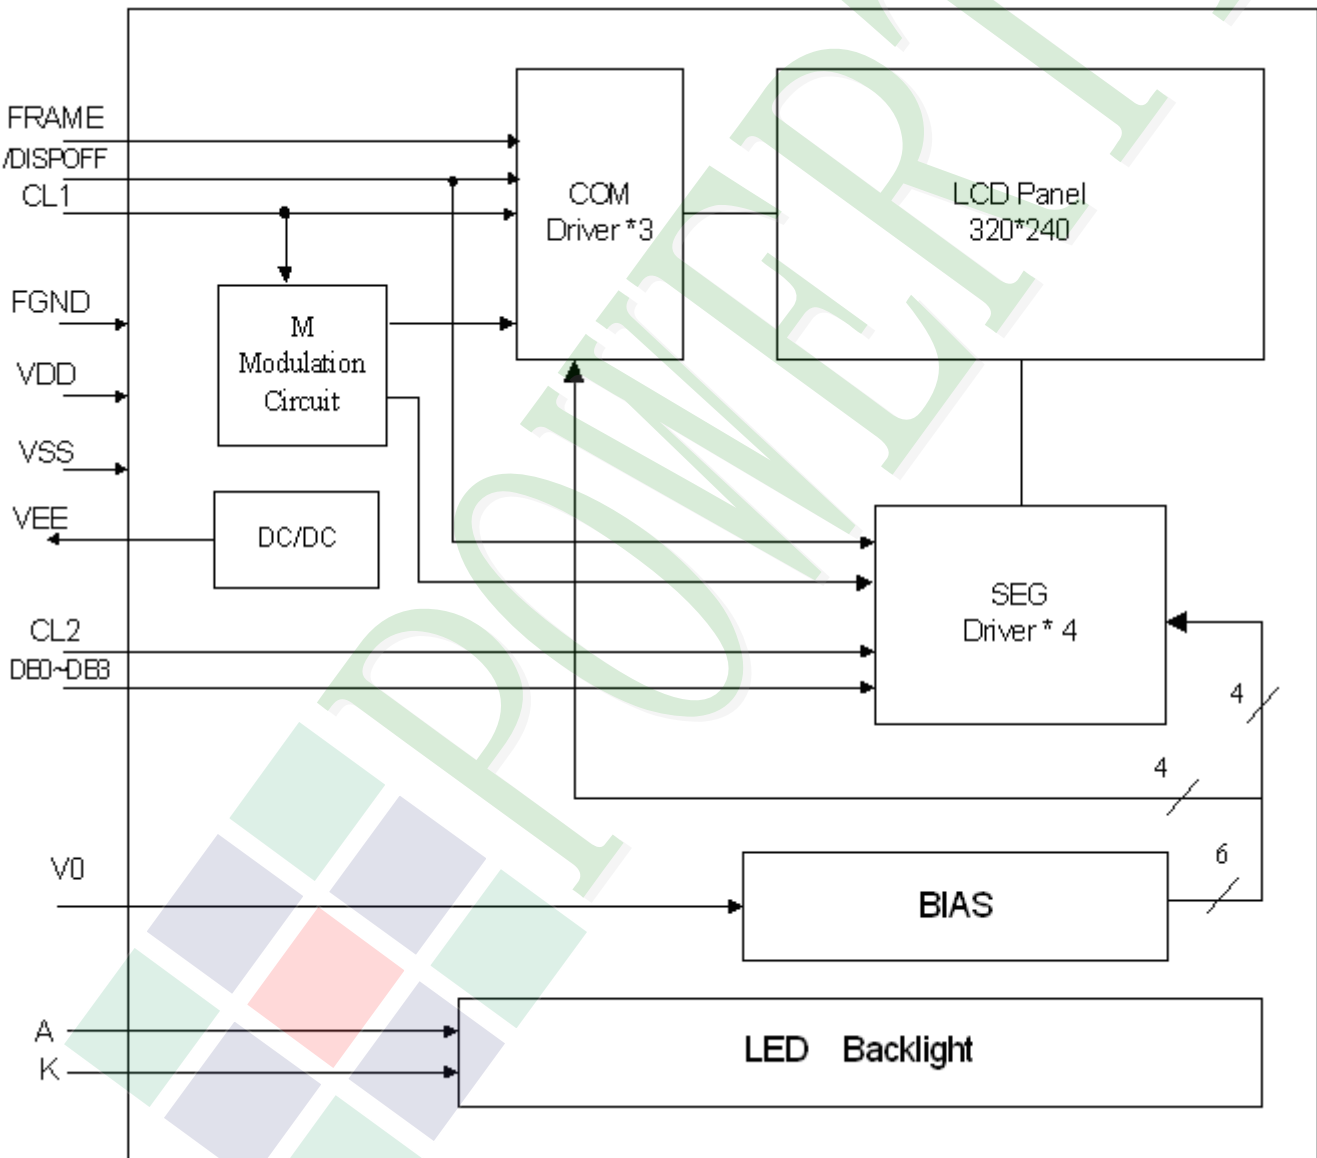 FRAME
/DISPOFF
CL1
FGND
VDD
VSS
VEE
CL2
DB0~DB3
V0
A
K
COM
Driver *3
LCD Panel
320*240
M
Modulation
Circuit
DC/DC
SEG
Driver * 4
4
4
6
BIAS
LED Backlight
POWERT